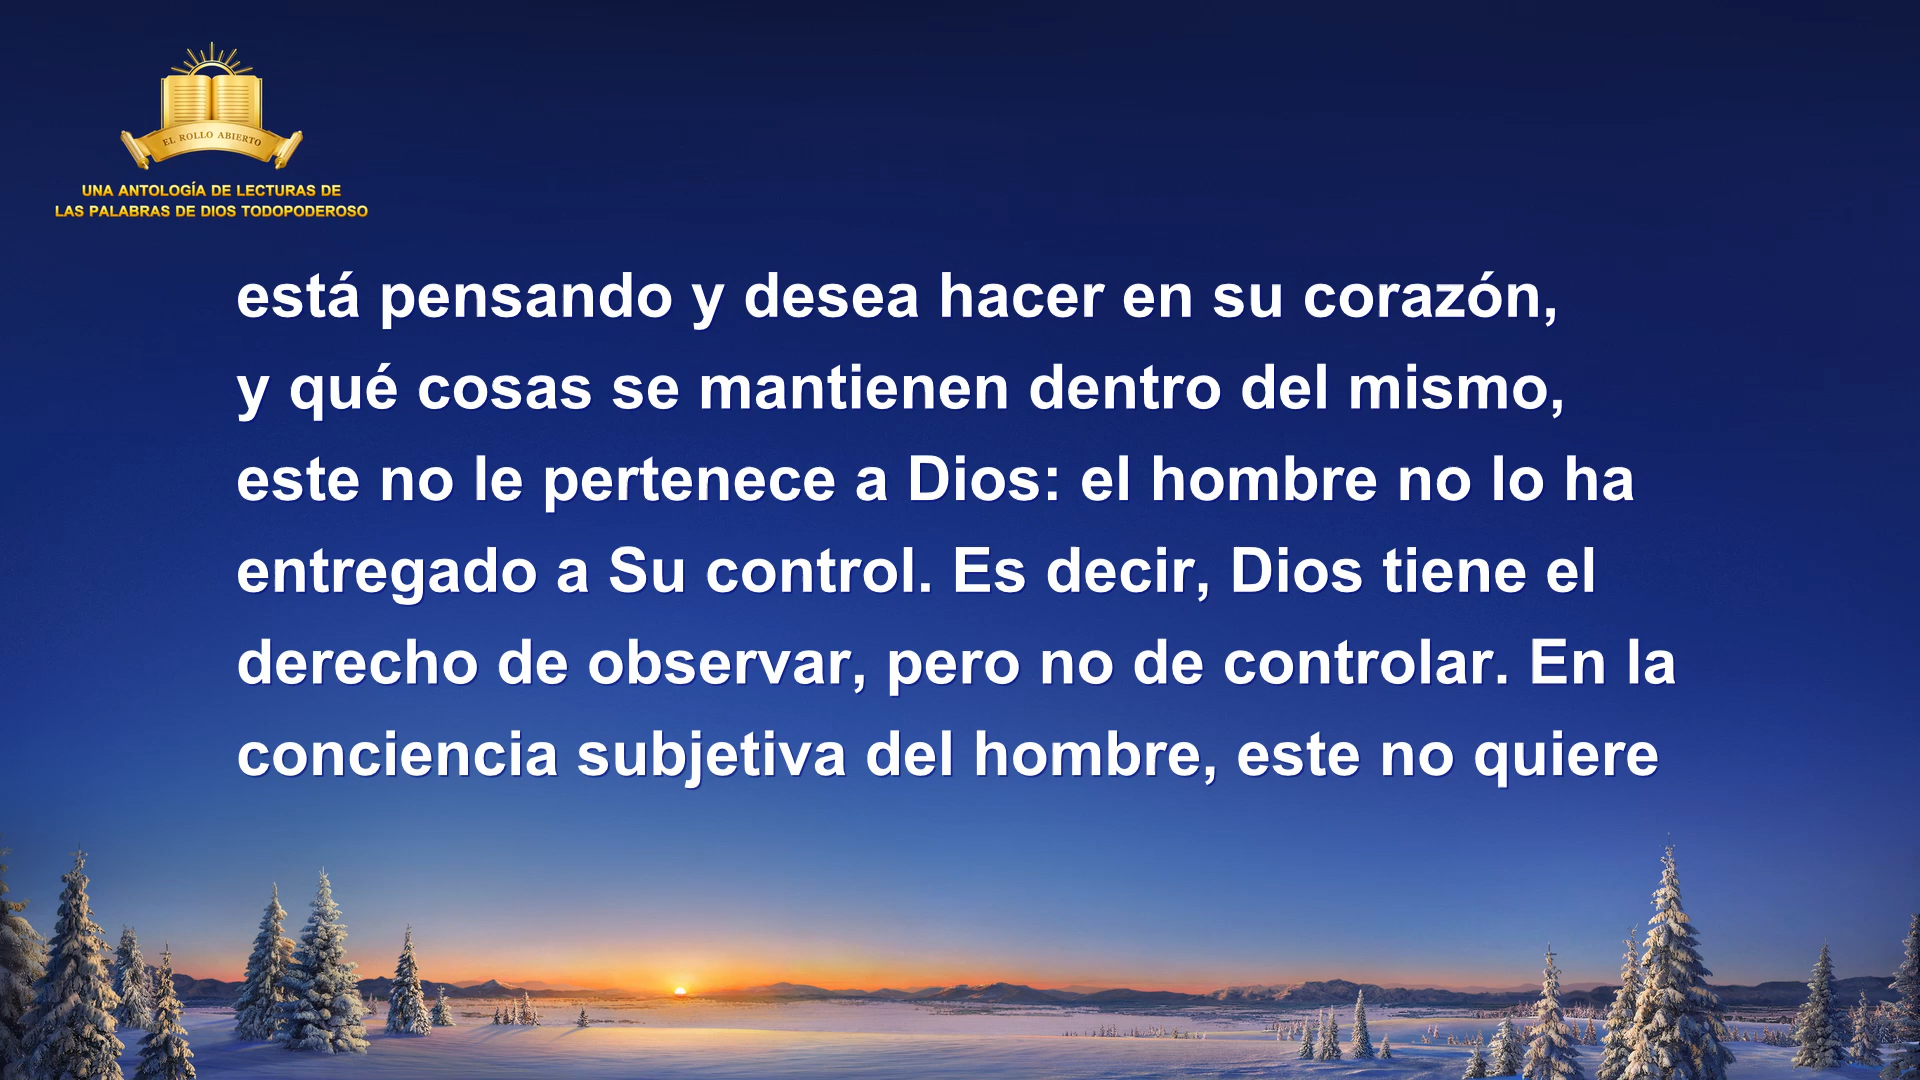 EL ROLLO ABIERTO
UNA ANTOLOGÍA DE LECTURAS DE
LAS PALABRAS DE DIOS TODOPODEROSO
está pensando y desea hacer en su corazón,
y qué cosas se mantienen dentro del mismo,
este no le pertenece a Dios: el hombre no lo ha
entregado a Su control. Es decir, Dios tiene el
derecho de observar, pero no de controlar. En la
conciencia subjetiva del hombre, este no quiere